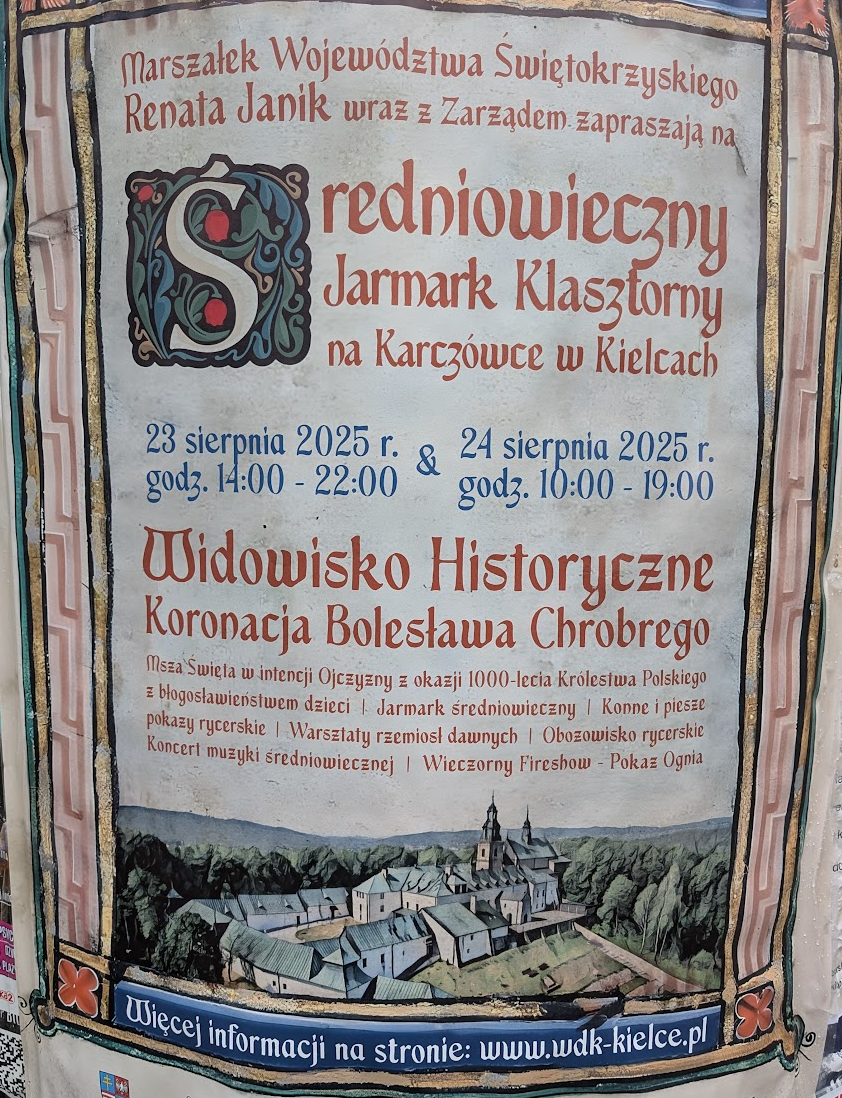 Marszałek Województwa Świętokrzyskiego
Renata Janik wraz z Zarządem zapraszają na
Średniowieczny
Jarmark Klasztorny
na Karczówce w Kielcach
23 sierpnia 2025 r. & 24 sierpnia 2025 r.
godz. 14:00 - 22:00 godz. 10:00 - 19:00
Widowisko Historyczne
Koronacja Bolesława Chrobrego
Msza Święta w intencji Ojczyzny z okazji 1000-lecia Królestwa Polskiego
z błogosławieństwem dzieci | Jarmark średniowieczny | Konne i piesze
pokazy rycerskie | Warsztaty rzemiosł dawnych | Obozowisko rycerskie
Koncert muzyki średniowiecznej | Wieczorny Fireshow - Pokaz Ognia
Więcej informacji na stronie: www.wdk-kielce.pl